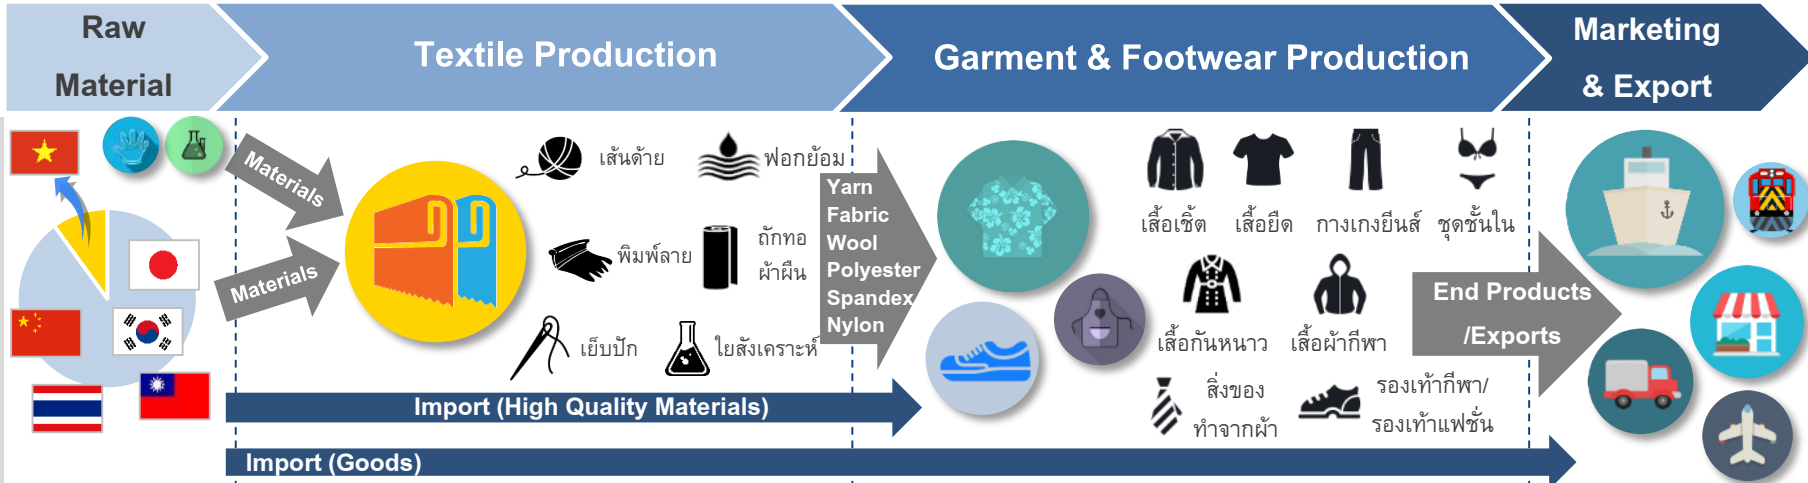 Raw
Material
Textile Production
Garment & Footwear Production
Marketing
& Export
Materials
Materials
เส้นด้าย
ฟอกย้อม
พิมพ์ลาย
ถักทอ
ผ้าผืน
เย็บปัก
ใยสังเคราะห์
Yarn
Fabric
Wool
Polyester
Spandex
Nylon
เสื้อเชิ้ต
เสื้อยืด
กางเกงยีนส์
ชุดชั้นใน
เสื้อกันหนาว
เสื้อผ้ากีฬา
สิ่งของ
ทำจากผ้า
รองเท้ากีฬา/
รองเท้าแฟชั่น
End Products
/Exports
Import (High Quality Materials)
Import (Goods)